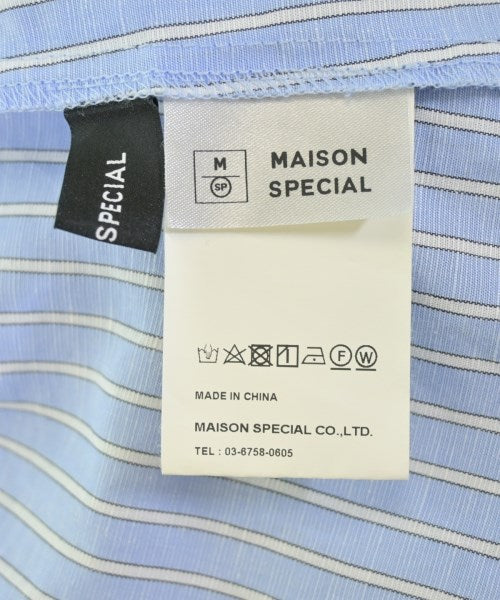 SPECIAL
M
SP
MAISON
SPECIAL
F W
MADE IN CHINA
MAISON SPECIAL CO.,LTD.
TEL : 03-6758-0605